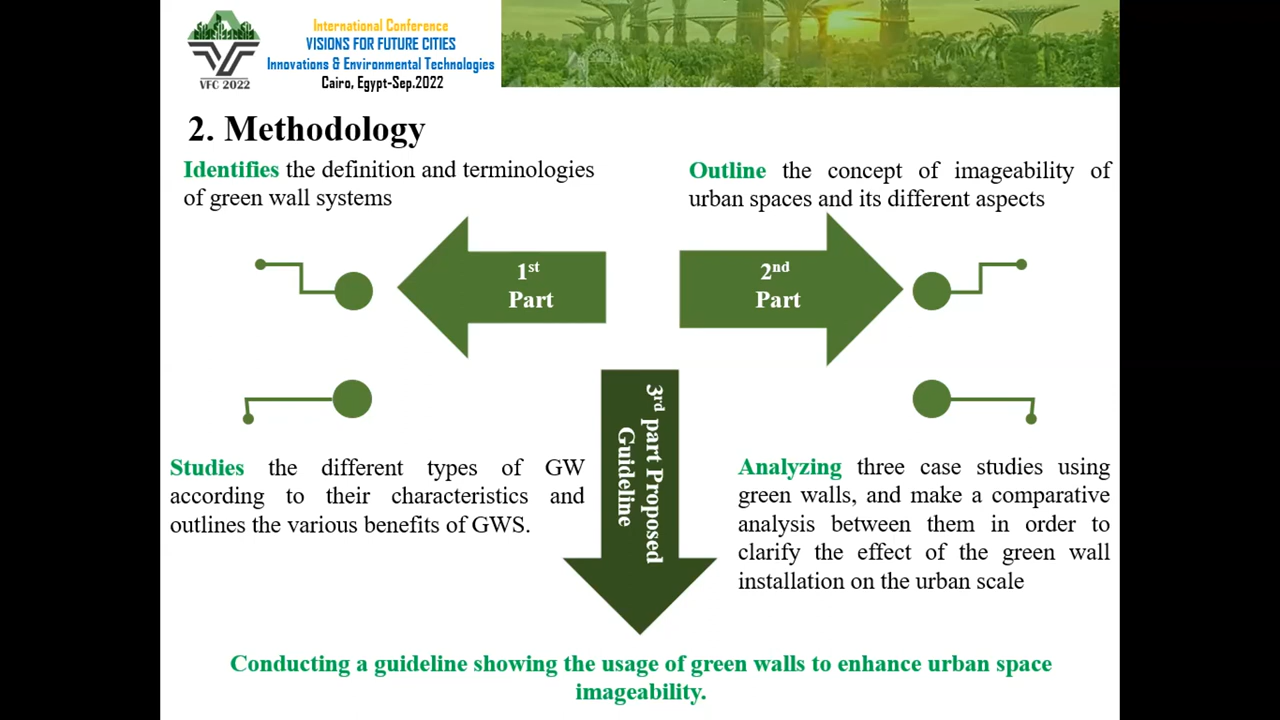 International Conference
VISIONS FOR FUTURE CITIES
Innovations & Environmental Technologies
Cairo, Egypt-Sep.2022
VFC 2022
2. Methodology
Identifies the definition and terminologies
of green wall systems
Outline the concept of imageability of
urban spaces and its different aspects
1st
Part
2nd
Part
3rd part Proposed
Guideline
Studies the different types of GW
according to their characteristics and
outlines the various benefits of GWS.
Analyzing three case studies using
green walls, and make a comparative
analysis between them in order to
clarify the effect of the green wall
installation on the urban scale
Conducting a guideline showing the usage of green walls to enhance urban space
imageability.